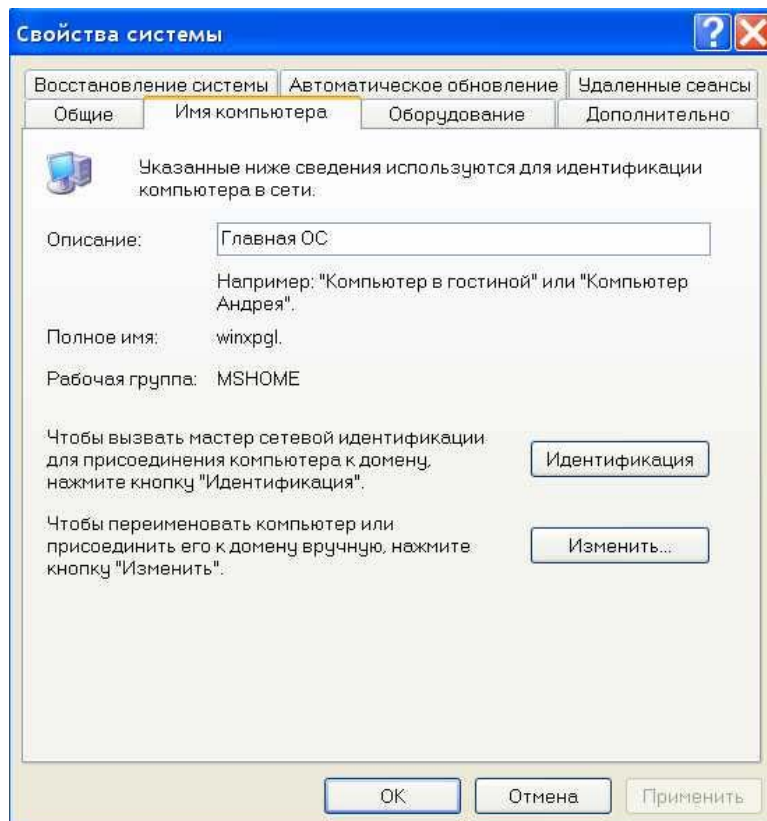 Свойства системы
Восстановление системы Автоматическое обновление Удаленные сеансы
Общие Имя компьютера Оборудование Дополнительно
Указанные ниже сведения используются для идентификации
компьютера в сети.
Описание: Главная ОС
Например: "Компьютер в гостиной" или "Компьютер
Андрея".
Полное имя: winxpgl.
Рабочая группа: MSHOME
Чтобы вызвать мастер сетевой идентификации
для присоединения компьютера к домену,
нажмите кнопку "Идентификация".
Идентификация
Чтобы переименовать компьютер или
присоединить его к домену вручную, нажмите
кнопку "Изменить".
Изменить...
OK Отмена Применить